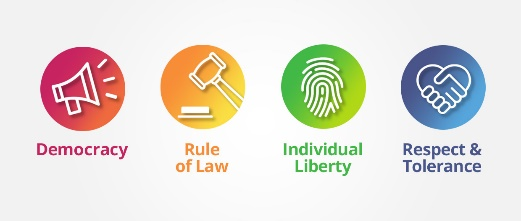 Democracy
Rule
of Law
Individual
Liberty
Respect &
Tolerance